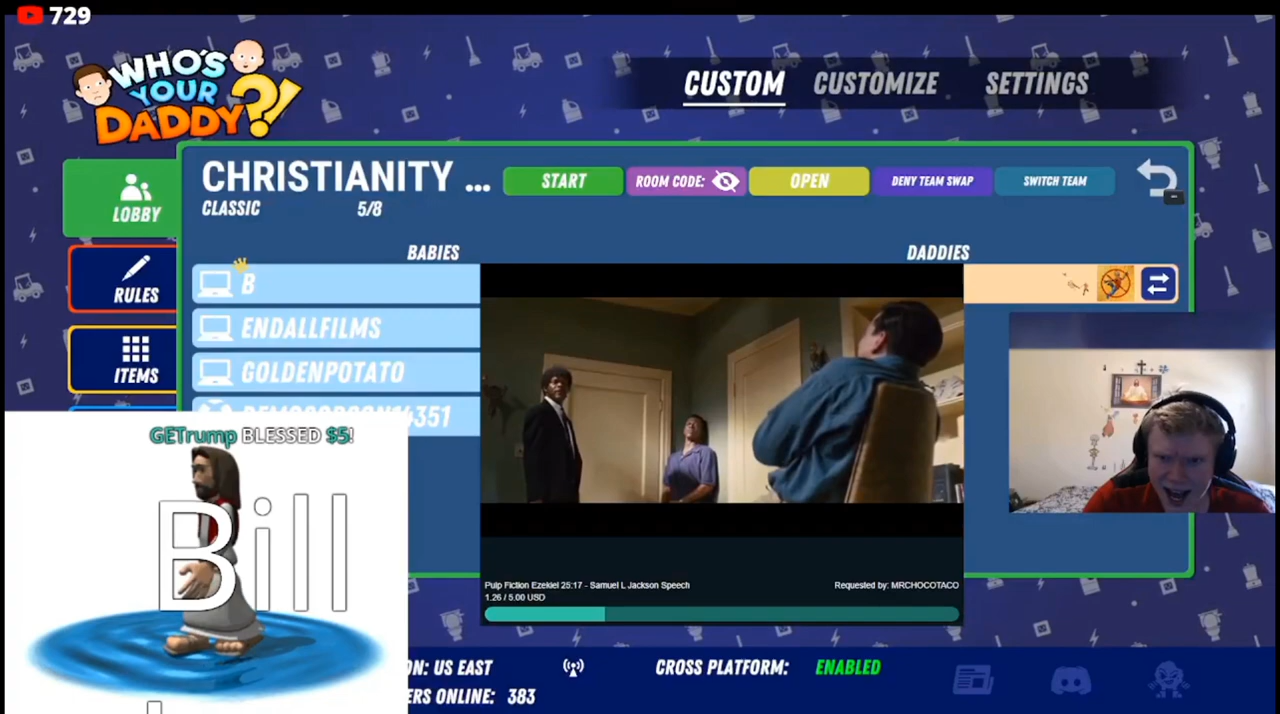 729
WHO'S
YOUR
DADDY?!
CUSTOM CUSTOMIZE SETTINGS
CHRISTIANITY ...
START
ROOM CODE:
OPEN
DENY TEAM SWAP
SWITCH TEAM
CLASSIC 5/8
LOBBY
RULES
ITEMS
BABIES
DADDIES
B
ENDALLFILMS
GOLDENPOTATO
351
GETrump BLESSED $5!
Bill
Pulp Fiction Ezekiel 25:17 - Samuel L Jackson Speech
Requested by: MRCHOCOTACO
1.26 / 5.00 USD
ON: US EAST
CROSS PLATFORM: ENABLED
ERS ONLINE: 383